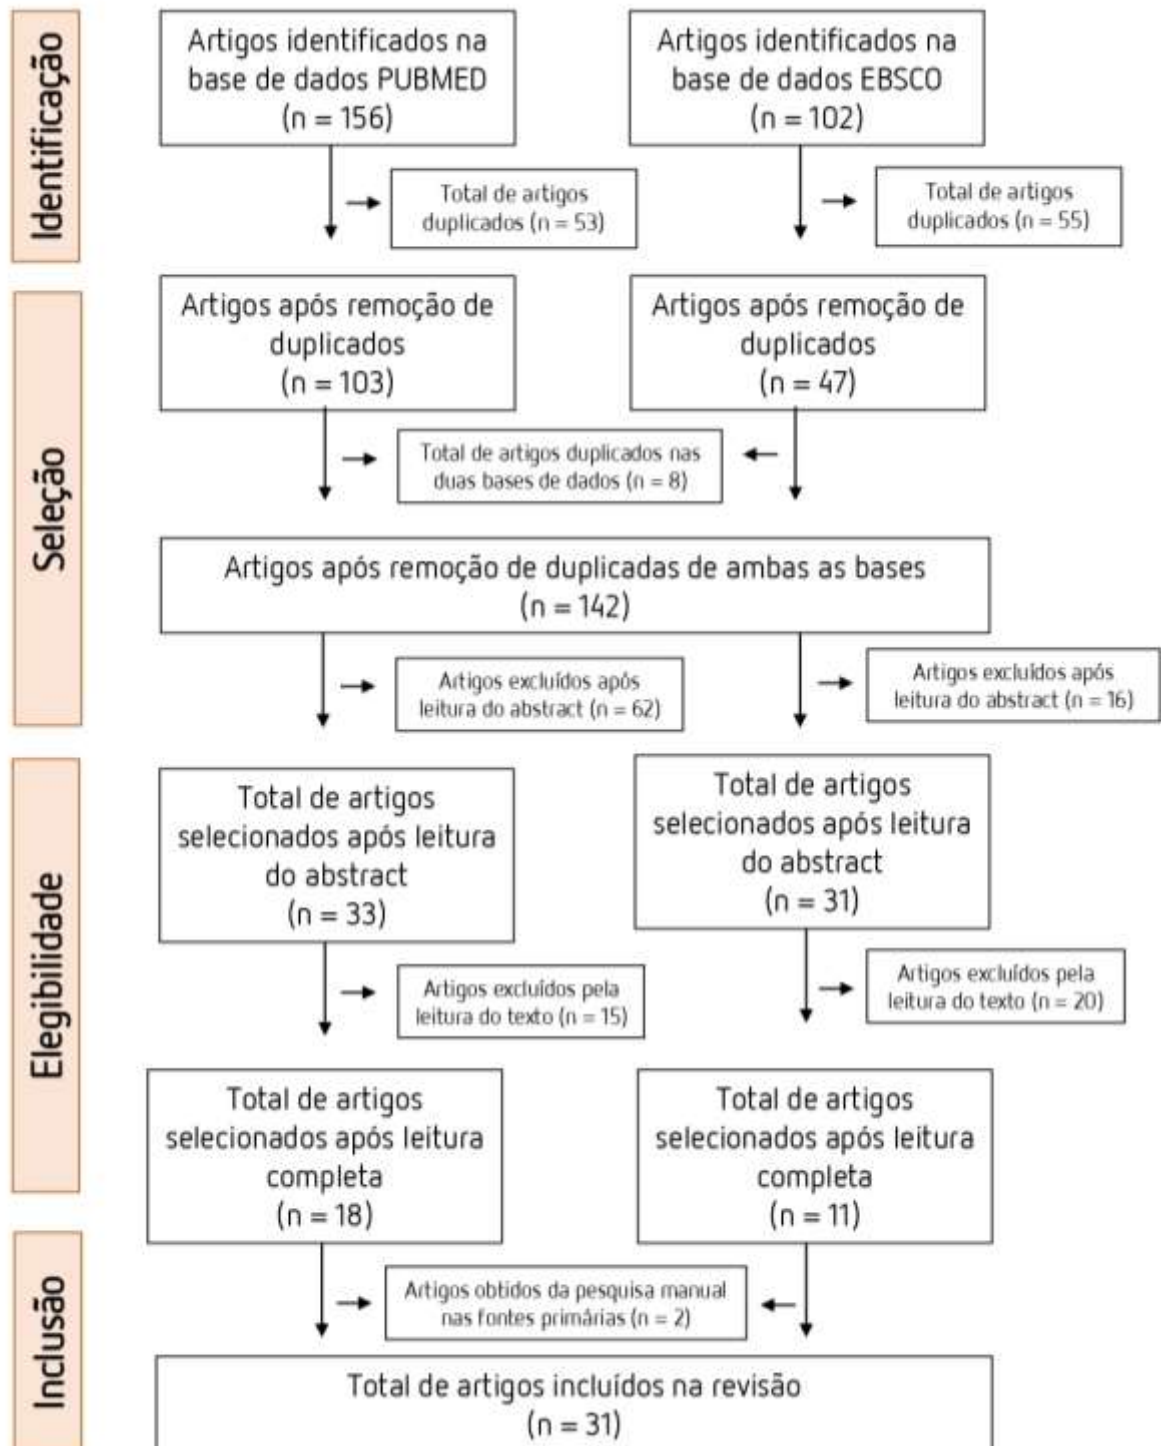 Identificação
Artigos identificados na
base de dados PUBMED
(n = 156)
Artigos identificados na
base de dados EBSCO
(n = 102)
Total de artigos
duplicados (n = 53)
Total de artigos
duplicados (n = 55)
Seleção
Artigos após remoção de
duplicados
(n = 103)
Artigos após remoção de
duplicados
(n = 47)
Total de artigos duplicados nas
duas bases de dados (n = 8)
Artigos após remoção de duplicadas de ambas as bases
(n = 142)
Artigos excluídos após
leitura do abstract (n = 62)
Artigos excluídos após
leitura do abstract (n = 16)
Elegibilidade
Total de artigos
selecionados após leitura
do abstract
(n = 33)
Total de artigos
selecionados após leitura
do abstract
(n = 31)
Artigos excluídos pela
leitura do texto (n = 15)
Artigos excluídos pela
leitura do texto (n = 20)
Total de artigos
selecionados após leitura
completa
(n = 18)
Total de artigos
selecionados após leitura
completa
(n = 11)
Inclusão
Artigos obtidos da pesquisa manual
nas fontes primárias (n = 2)
Total de artigos incluídos na revisão
(n = 31)